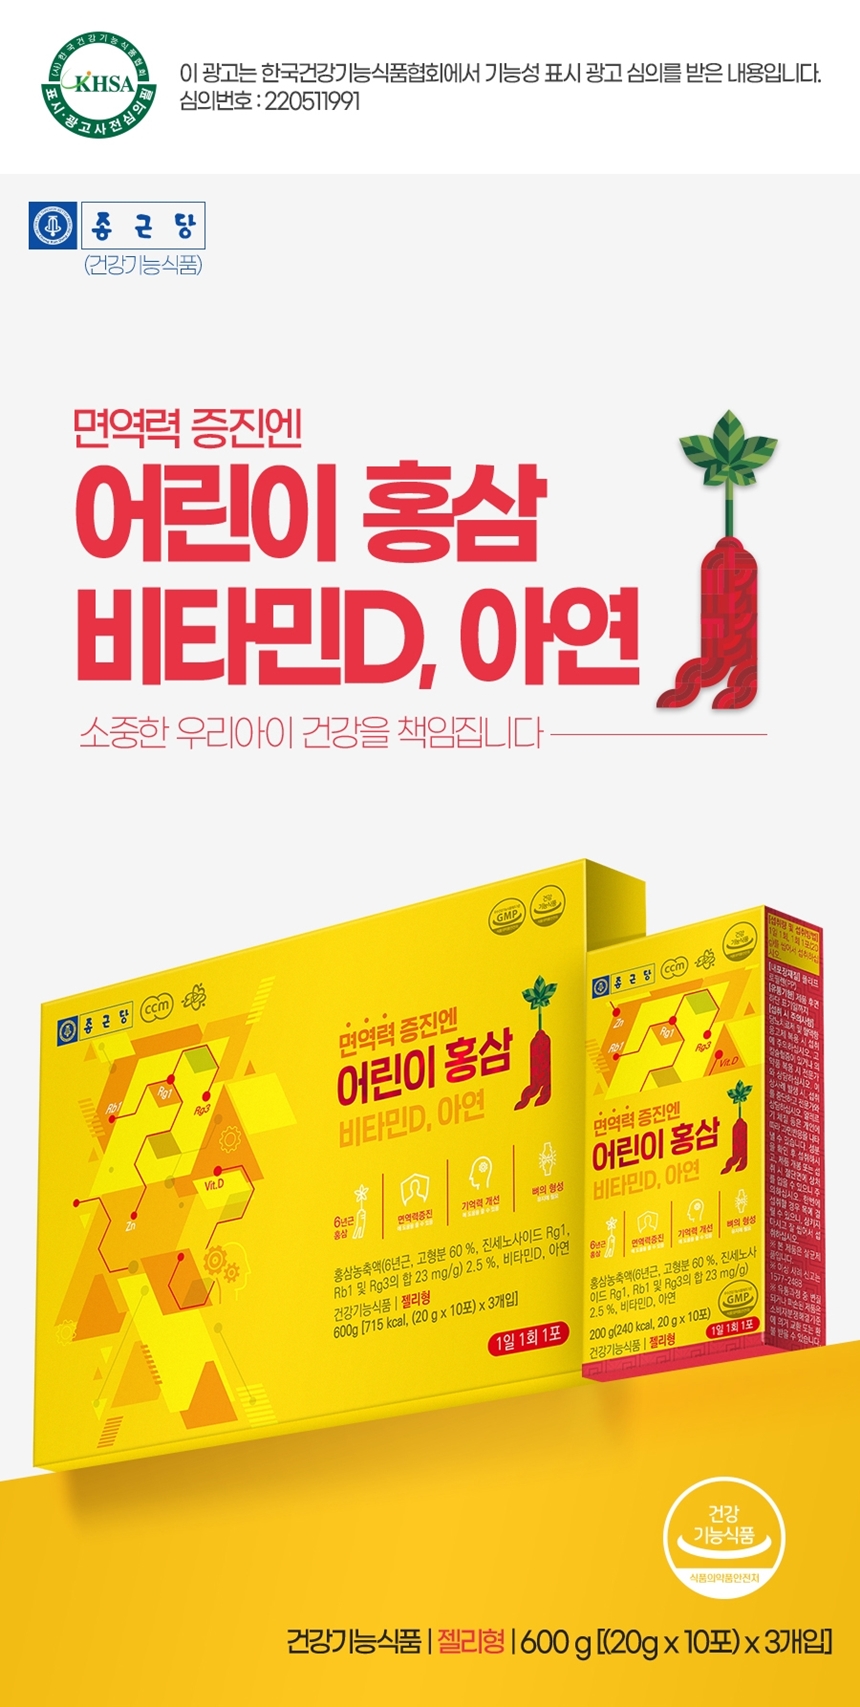 (사)한국건강기능식품협회
KHSA
표시·광고사전심의필
이 광고는 한국건강기능식품협회에서 기능성 표시 광고 심의를 받은 내용입니다.
심의번호 : 220511991
종근당
(건강기능식품)
면역력 증진엔
어린이 홍삼
비타민D, 아연
소중한 우리아이 건강을 책임집니다
GMP
건강
기능식품
종근당
ccm
면역력 증진엔
어린이 홍삼
비타민D, 아연
Rb1
Rg1
Rg3
Vit.D
Zn
6년근
홍삼
면역력증진
기억력 개선
뼈의 형성
홍삼농축액(6년근, 고형분 60 %, 진세노사이드 Rg1,
Rb1 및 Rg3의 합 23 mg/g) 2.5 %, 비타민D, 아연
건강기능식품 | 젤리형
600g [715 kcal, (20 g x 10포) x 3개입]
1일 1회 1포
건강
기능식품
종근당
ccm
Zn
Rg1
Rb1
Rg3
Vit.D
면역력 증진엔
어린이 홍삼
비타민D, 아연
6년근
홍삼
면역력증진
기억력 개선
뼈의 형성
홍삼농축액(6년근, 고형분 60 %, 진세노사
이드 Rg1, Rb1 및 Rg3의 합 23 mg/g)
2.5 %, 비타민D, 아연
GMP
200 g(240 kcal, 20 g x 10포)
건강기능식품 | 젤리형
1일 1회 1포
1577-2488
건강
기능식품
식품의약품안전처
건강기능식품 | 젤리형 | 600 g [(20g x 10포) x 3개입]